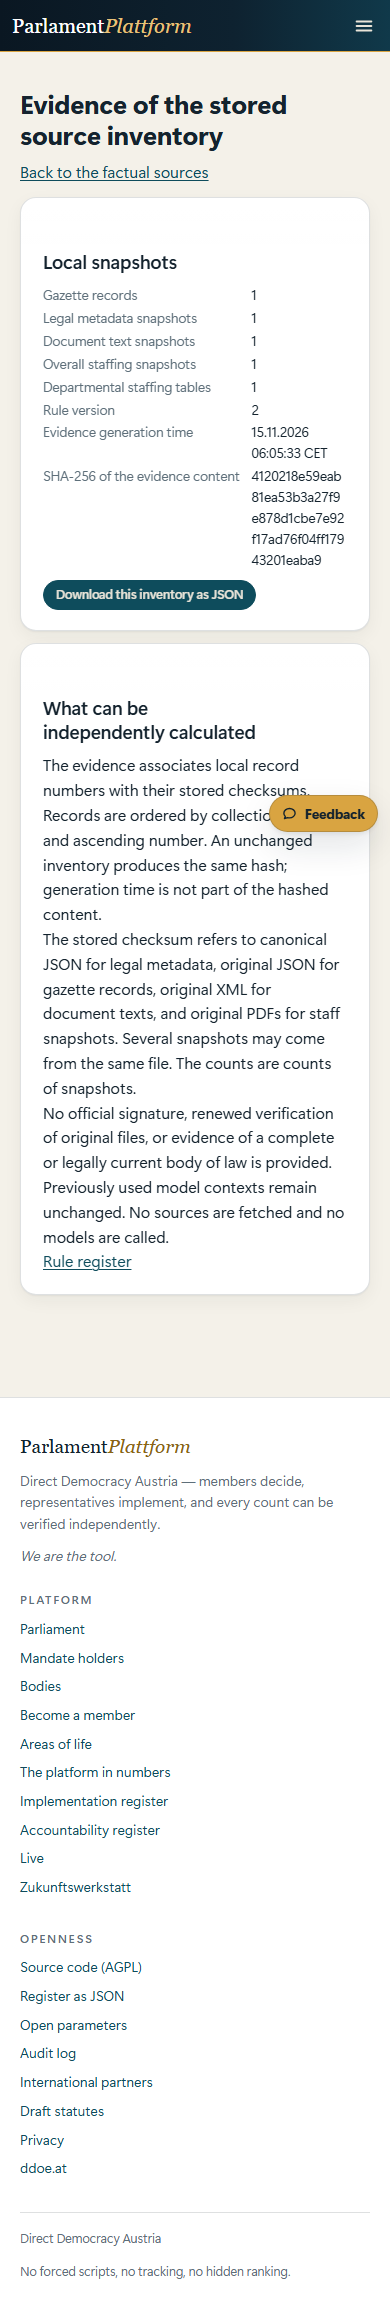 ParlamentPlattform
Evidence of the stored
source inventory
Back to the factual sources
Local snapshots
Gazette records 1
Legal metadata snapshots 1
Document text snapshots 1
Overall staffing snapshots 1
Departmental staffing tables 1
Rule version 2
Evidence generation time 15.11.2026
06:05:33 CET
SHA-256 of the evidence content 4120218e59eab
81ea53b3a27f9
e878d1cbe7e92
f17ad76f04ff179
43201eaba9
Download this inventory as JSON
What can be
independently calculated
The evidence associates local record
numbers with their stored checksums.
Records are ordered by collectio
Feedback
and ascending number. An unchanged
inventory produces the same hash;
generation time is not part of the hashed
content.
The stored checksum refers to canonical
JSON for legal metadata, original JSON for
gazette records, original XML for
document texts, and original PDFs for staff
snapshots. Several snapshots may come
from the same file. The counts are counts
of snapshots.
No official signature, renewed verification
of original files, or evidence of a complete
or legally current body of law is provided.
Previously used model contexts remain
unchanged. No sources are fetched and no
models are called.
Rule register
ParlamentPlattform
Direct Democracy Austria — members decide,
representatives implement, and every count can be
verified independently.
We are the tool.
PLATFORM
Parliament
Mandate holders
Bodies
Become a member
Areas of life
The platform in numbers
Implementation register
Accountability register
Live
Zukunftswerkstatt
OPENNESS
Source code (AGPL)
Register as JSON
Open parameters
Audit log
International partners
Draft statutes
Privacy
ddoe.at
Direct Democracy Austria
No forced scripts, no tracking, no hidden ranking.